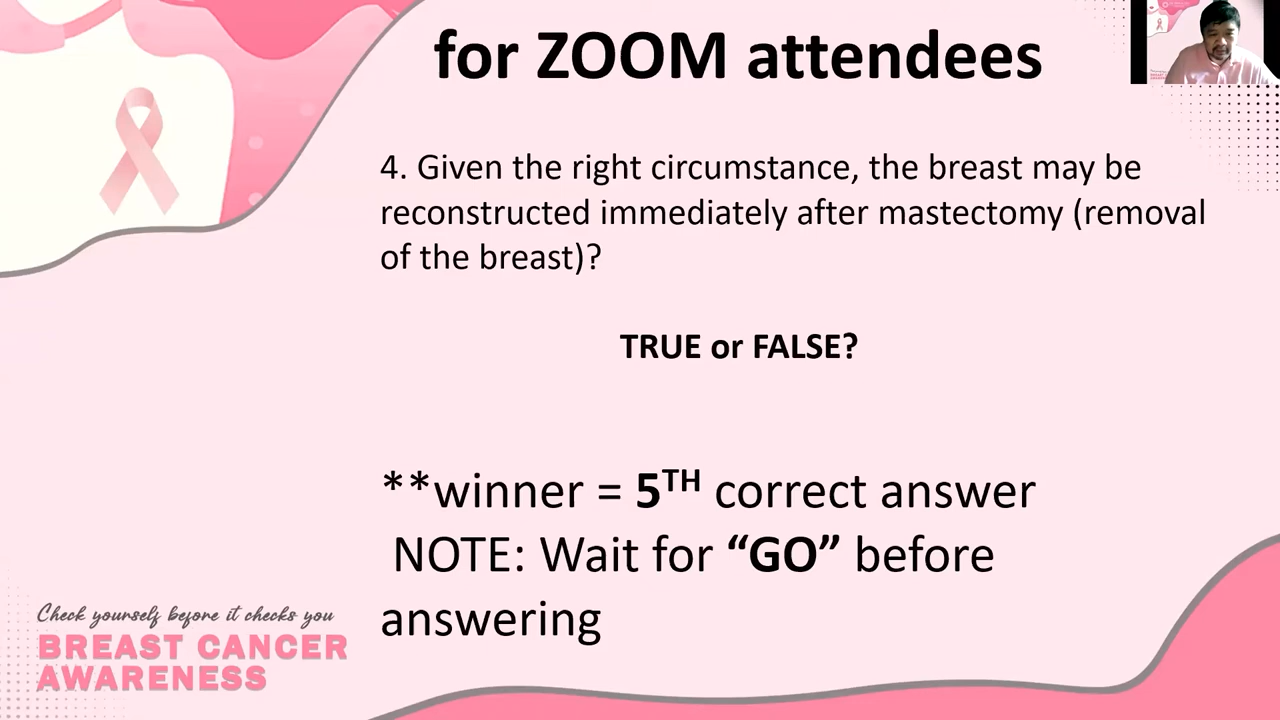 for ZOOM attendees
4. Given the right circumstance, the breast may be
reconstructed immediately after mastectomy (removal
of the breast)?
TRUE or FALSE?
**winner = 5TH correct answer
NOTE: Wait for “GO” before
answering
Check yourself before it checks you
BREAST CANCER
AWARENESS